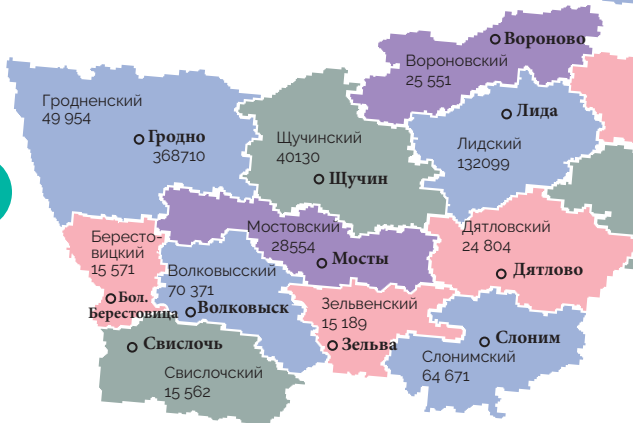 Вороново
Вороновский
25 551
Гродненский
49 954
Гродно
368710
Щучинский
40130
Щучин
Лида
Лидский
132099
Мостовский
28554
Мосты
Дятловский
24 804
Дятлово
Бересто-
вицкий
15 571
Бол.
Берестовица
Волковысский
70 371
Волковыск
Зельвенский
15 189
Зельва
Слоним
Слонимский
64 671
Свислочь
Свислочский
15 562